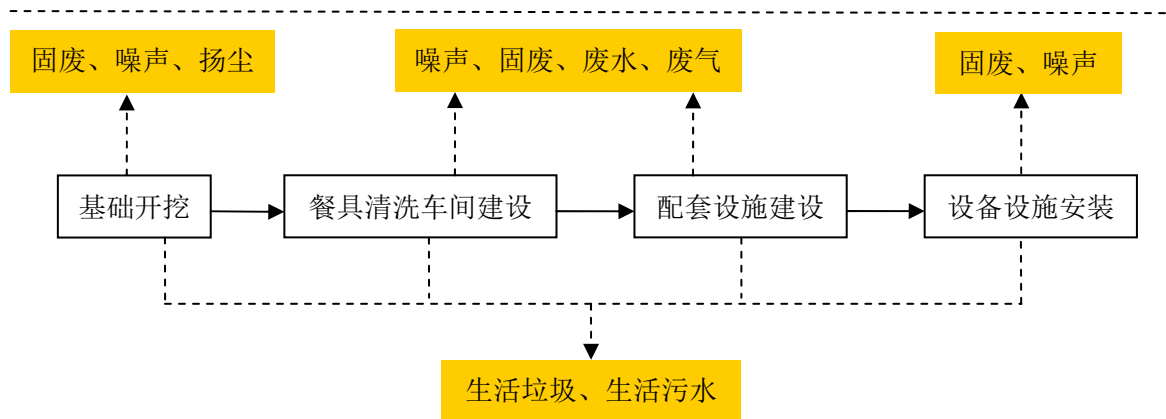 固废、噪声、扬尘
噪声、固废、废水、废气
固废、噪声
基础开挖
餐具清洗车间建设
配套设施建设
设备设施安装
生活垃圾、生活污水